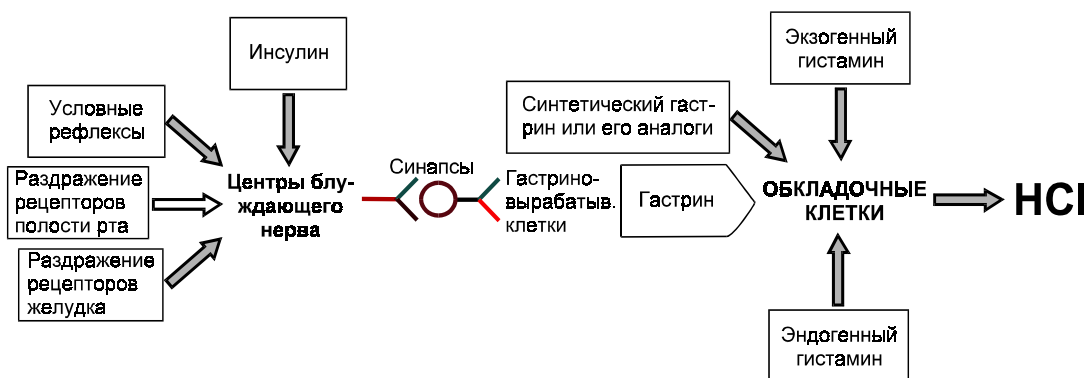 Инсулин
Условные
рефлексы
Раздражение
рецепторов
полости рта
Раздражение
рецепторов
желудка
Центры блу-
ждающего
нерва
Синапсы
Гастрино-
вырабатыв.
клетки
Синтетический гаст-
рин или его аналоги
Гастрин
Экзогенный
гистамин
ОБКЛАДОЧНЫЕ
КЛЕТКИ
HCl
Эндогенный
гистамин